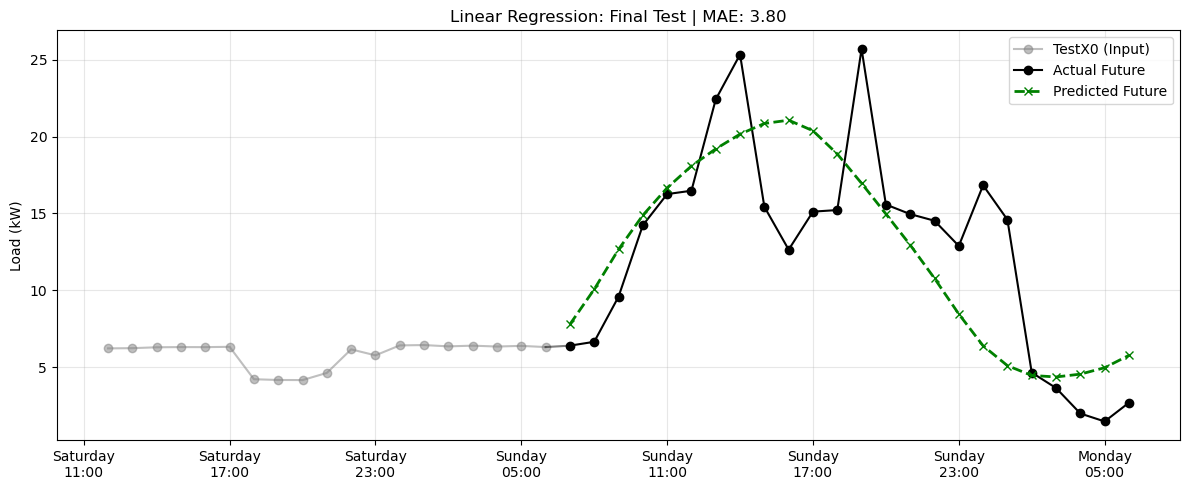 Linear Regression: Final Test | MAE: 3.80
TestX0 (Input)
Actual Future
Predicted Future
Load (kW)
25
20
15
10
5
Saturday
11:00
Saturday
17:00
Saturday
23:00
Sunday
05:00
Sunday
11:00
Sunday
17:00
Sunday
23:00
Monday
05:00